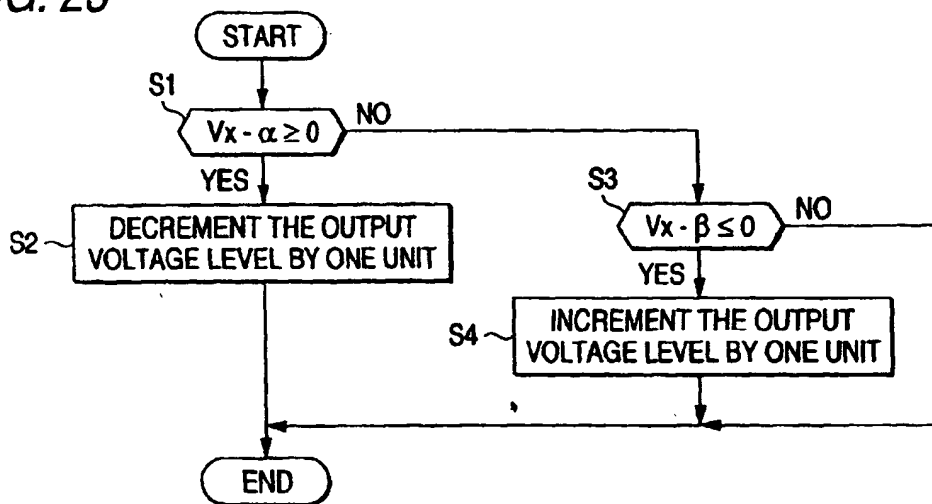 START
S1
Vx - α ≥ 0
NO
YES
S2
DECREMENT THE OUTPUT
VOLTAGE LEVEL BY ONE UNIT
S3
Vx - β ≤ 0
NO
YES
S4
INCREMENT THE OUTPUT
VOLTAGE LEVEL BY ONE UNIT
END